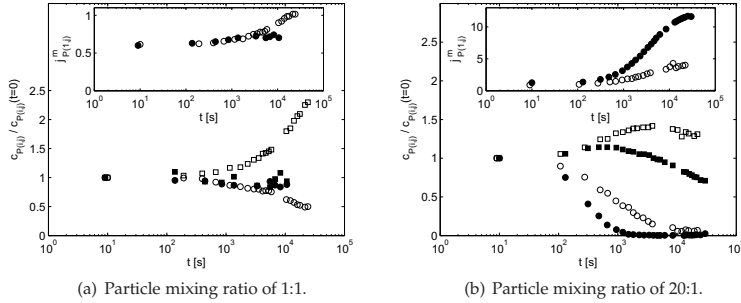 1
0.5
0
10^0 10^1 10^2 10^3 10^4 10^5
t [s]
j^m_P(1,j)
2.5
2
1.5
1
0.5
0
10^0 10^1 10^2 10^3 10^4 10^5
t [s]
c_P(i,j) / c_P(i,j)(t=0)
(a) Particle mixing ratio of 1:1.
10
5
0
10^0 10^1 10^2 10^3 10^4 10^5
t [s]
j^m_P(1,j)
3
2.5
2
1.5
1
0.5
0
10^0 10^1 10^2 10^3 10^4 10^5
t [s]
c_P(i,j) / c_P(i,j)(t=0)
(b) Particle mixing ratio of 20:1.